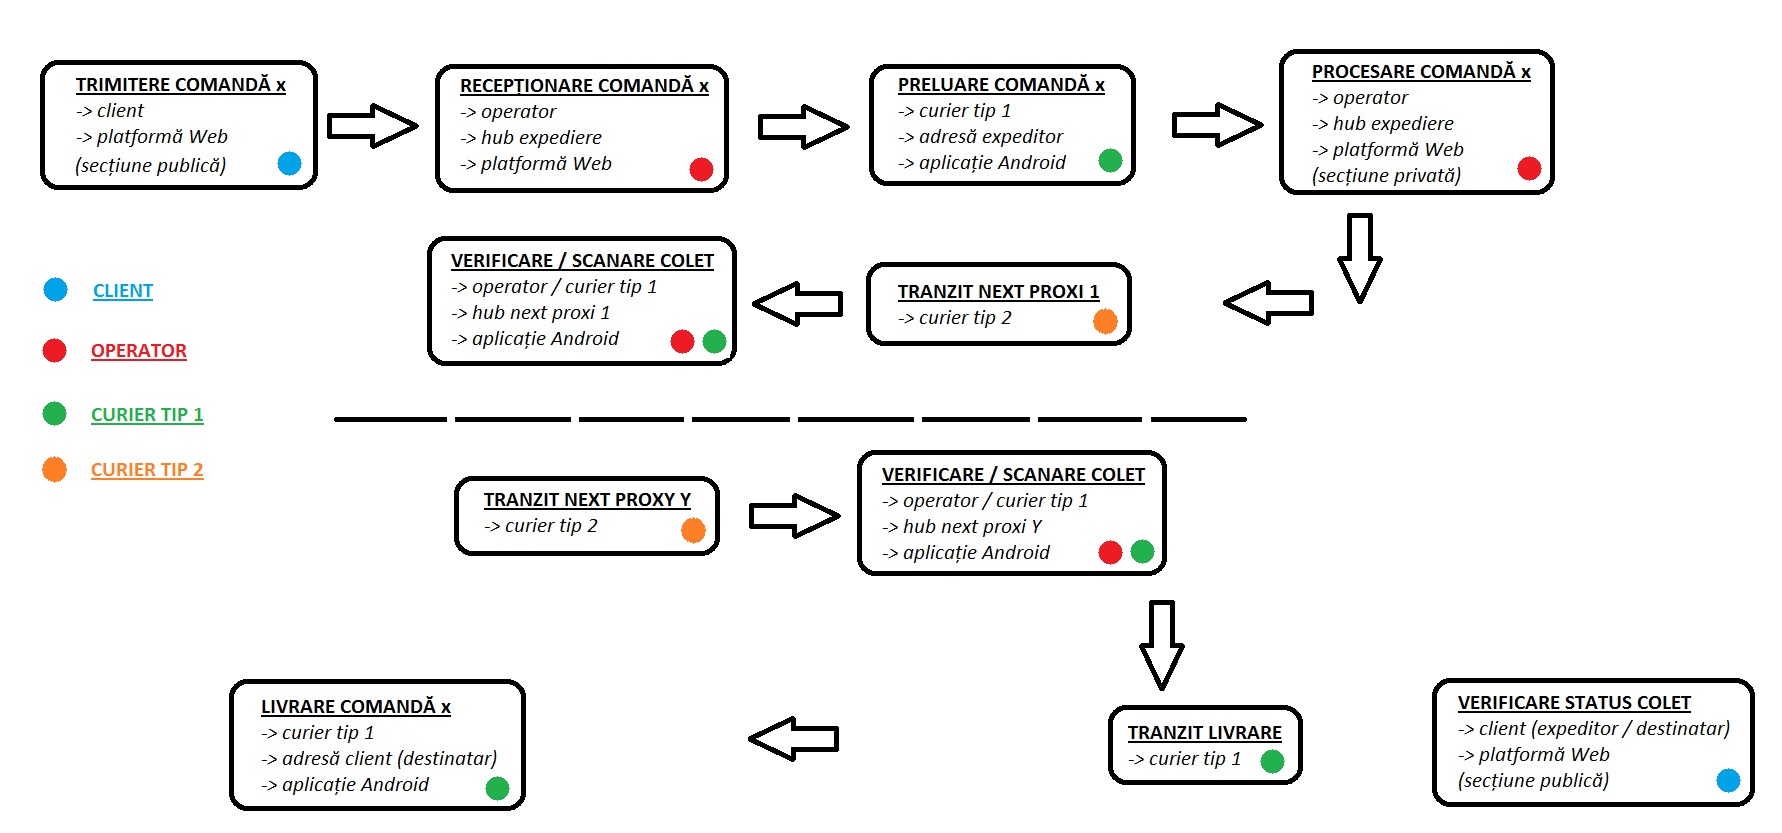 TRIMITERE COMANDĂ x
-> client
-> platformă Web
(secțiune publică)
RECEPȚIONARE COMANDĂ x
-> operator
-> hub expediere
-> platformă Web
PRELUARE COMANDĂ x
-> curier tip 1
-> adresă expeditor
-> aplicație Android
PROCESARE COMANDĂ x
-> operator
-> hub expediere
-> platformă Web
(secțiune privată)
TRANZIT NEXT PROXI 1
-> curier tip 2
VERIFICARE / SCANARE COLET
-> operator / curier tip 1
-> hub next proxi 1
-> aplicație Android
CLIENT
OPERATOR
CURIER TIP 1
CURIER TIP 2
TRANZIT NEXT PROXY Y
-> curier tip 2
VERIFICARE / SCANARE COLET
-> operator / curier tip 1
-> hub next proxi Y
-> aplicație Android
TRANZIT LIVRARE
-> curier tip 1
LIVRARE COMANDĂ x
-> curier tip 1
-> adresă client (destinatar)
-> aplicație Android
VERIFICARE STATUS COLET
-> client (expeditor / destinatar)
-> platformă Web
(secțiune publică)